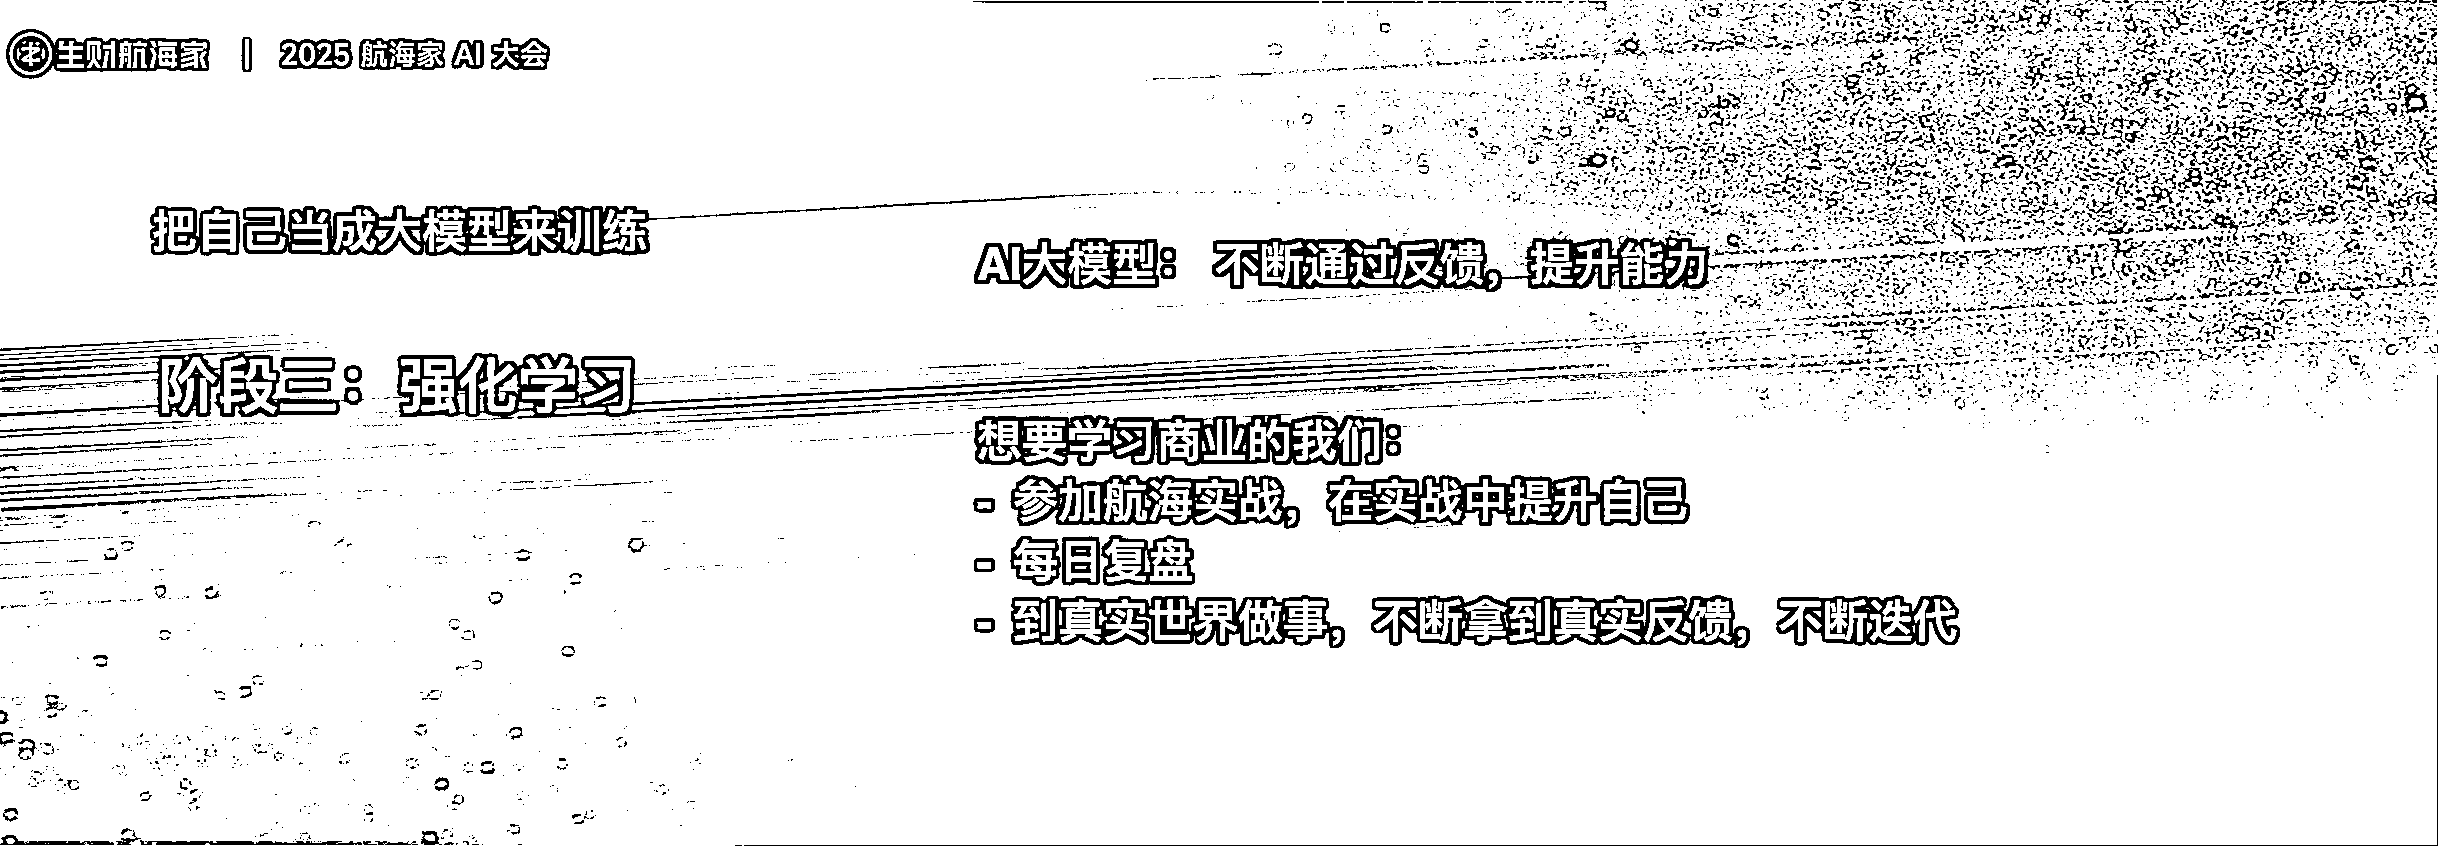 生财航海家 | 2025 航海家 AI 大会
把自己当成大模型来训练
阶段三：强化学习
AI大模型： 不断通过反馈，提升能力
想要学习商业的我们：
- 参加航海实战，在实战中提升自己
- 每日复盘
- 到真实世界做事，不断拿到真实反馈，不断迭代